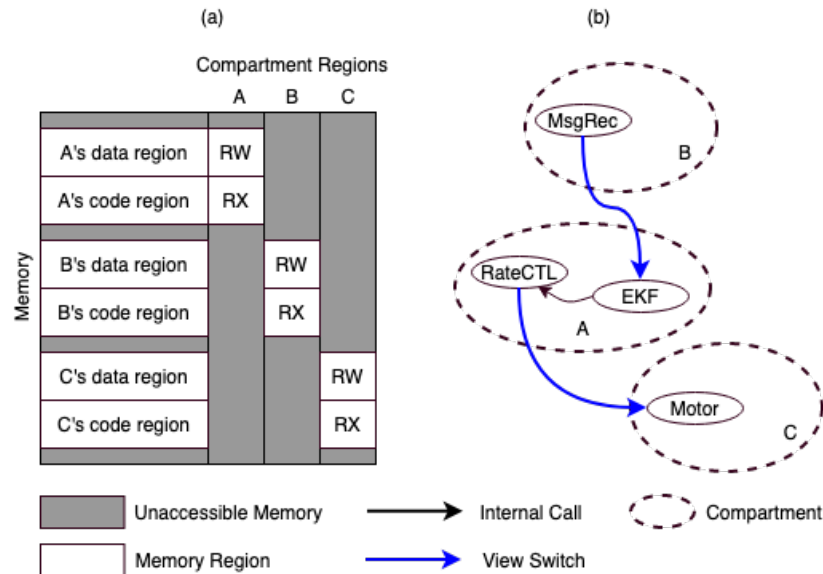 (a)
(b)
Compartment Regions
A B C
Memory
A's data region RW
A's code region RX
B's data region RW
B's code region RX
C's data region RW
C's code region RX
MsgRec
B
RateCTL
EKF
A
Motor
C
Unaccessible Memory
Internal Call
Compartment
Memory Region
View Switch